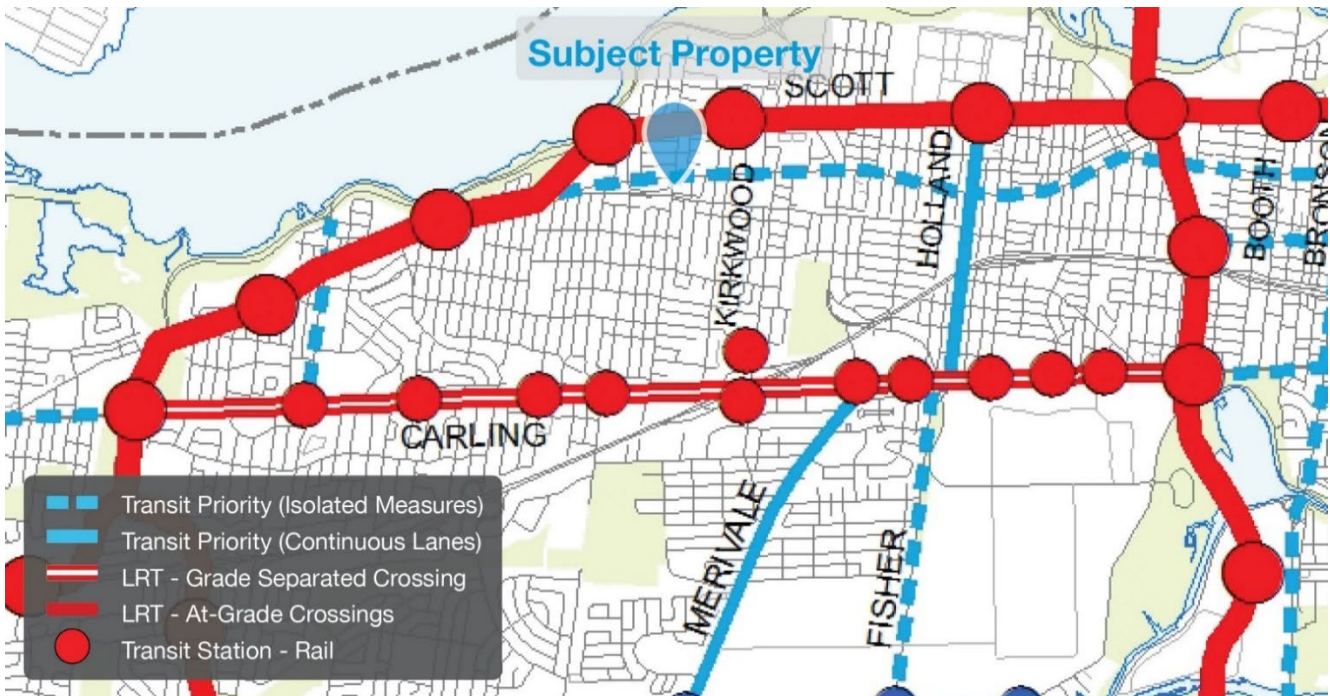 Subject Property
SCOTT
KIRKWOOD
HOLLAND
BOOTH
BRONSON
CARLING
MERIVALE
FISHER
Transit Priority (Isolated Measures)
Transit Priority (Continuous Lanes)
LRT - Grade Separated Crossing
LRT - At-Grade Crossings
Transit Station - Rail